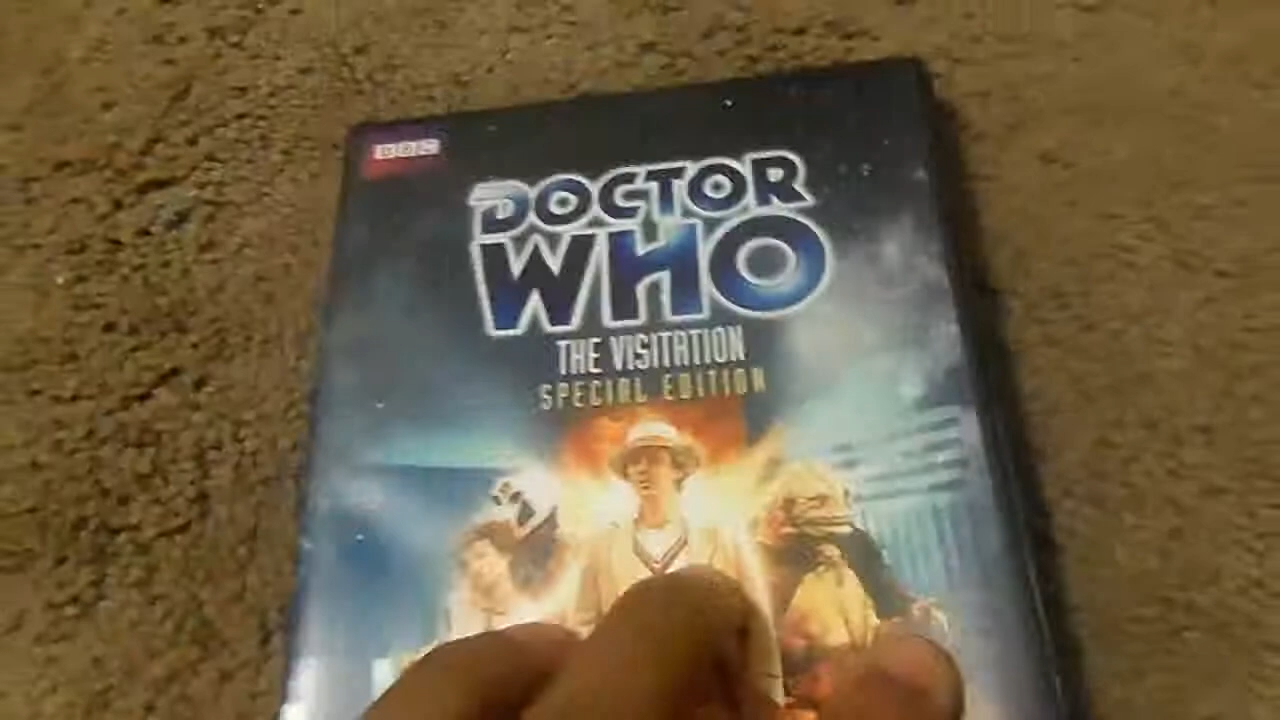 BBC
DOCTOR
WHO
THE VISITATION
SPECIAL EDITION